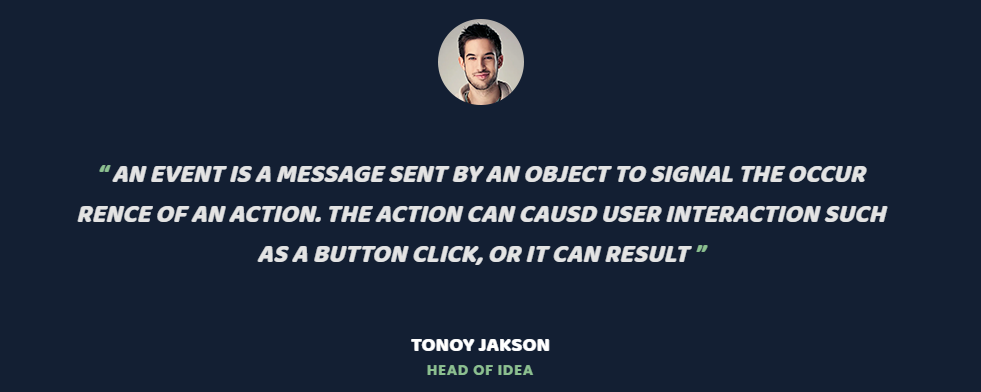 “ AN EVENT IS A MESSAGE SENT BY AN OBJECT TO SIGNAL THE OCCUR
RENCE OF AN ACTION. THE ACTION CAN CAUSD USER INTERACTION SUCH
AS A BUTTON CLICK, OR IT CAN RESULT ”
TONOY JAKSON
HEAD OF IDEA